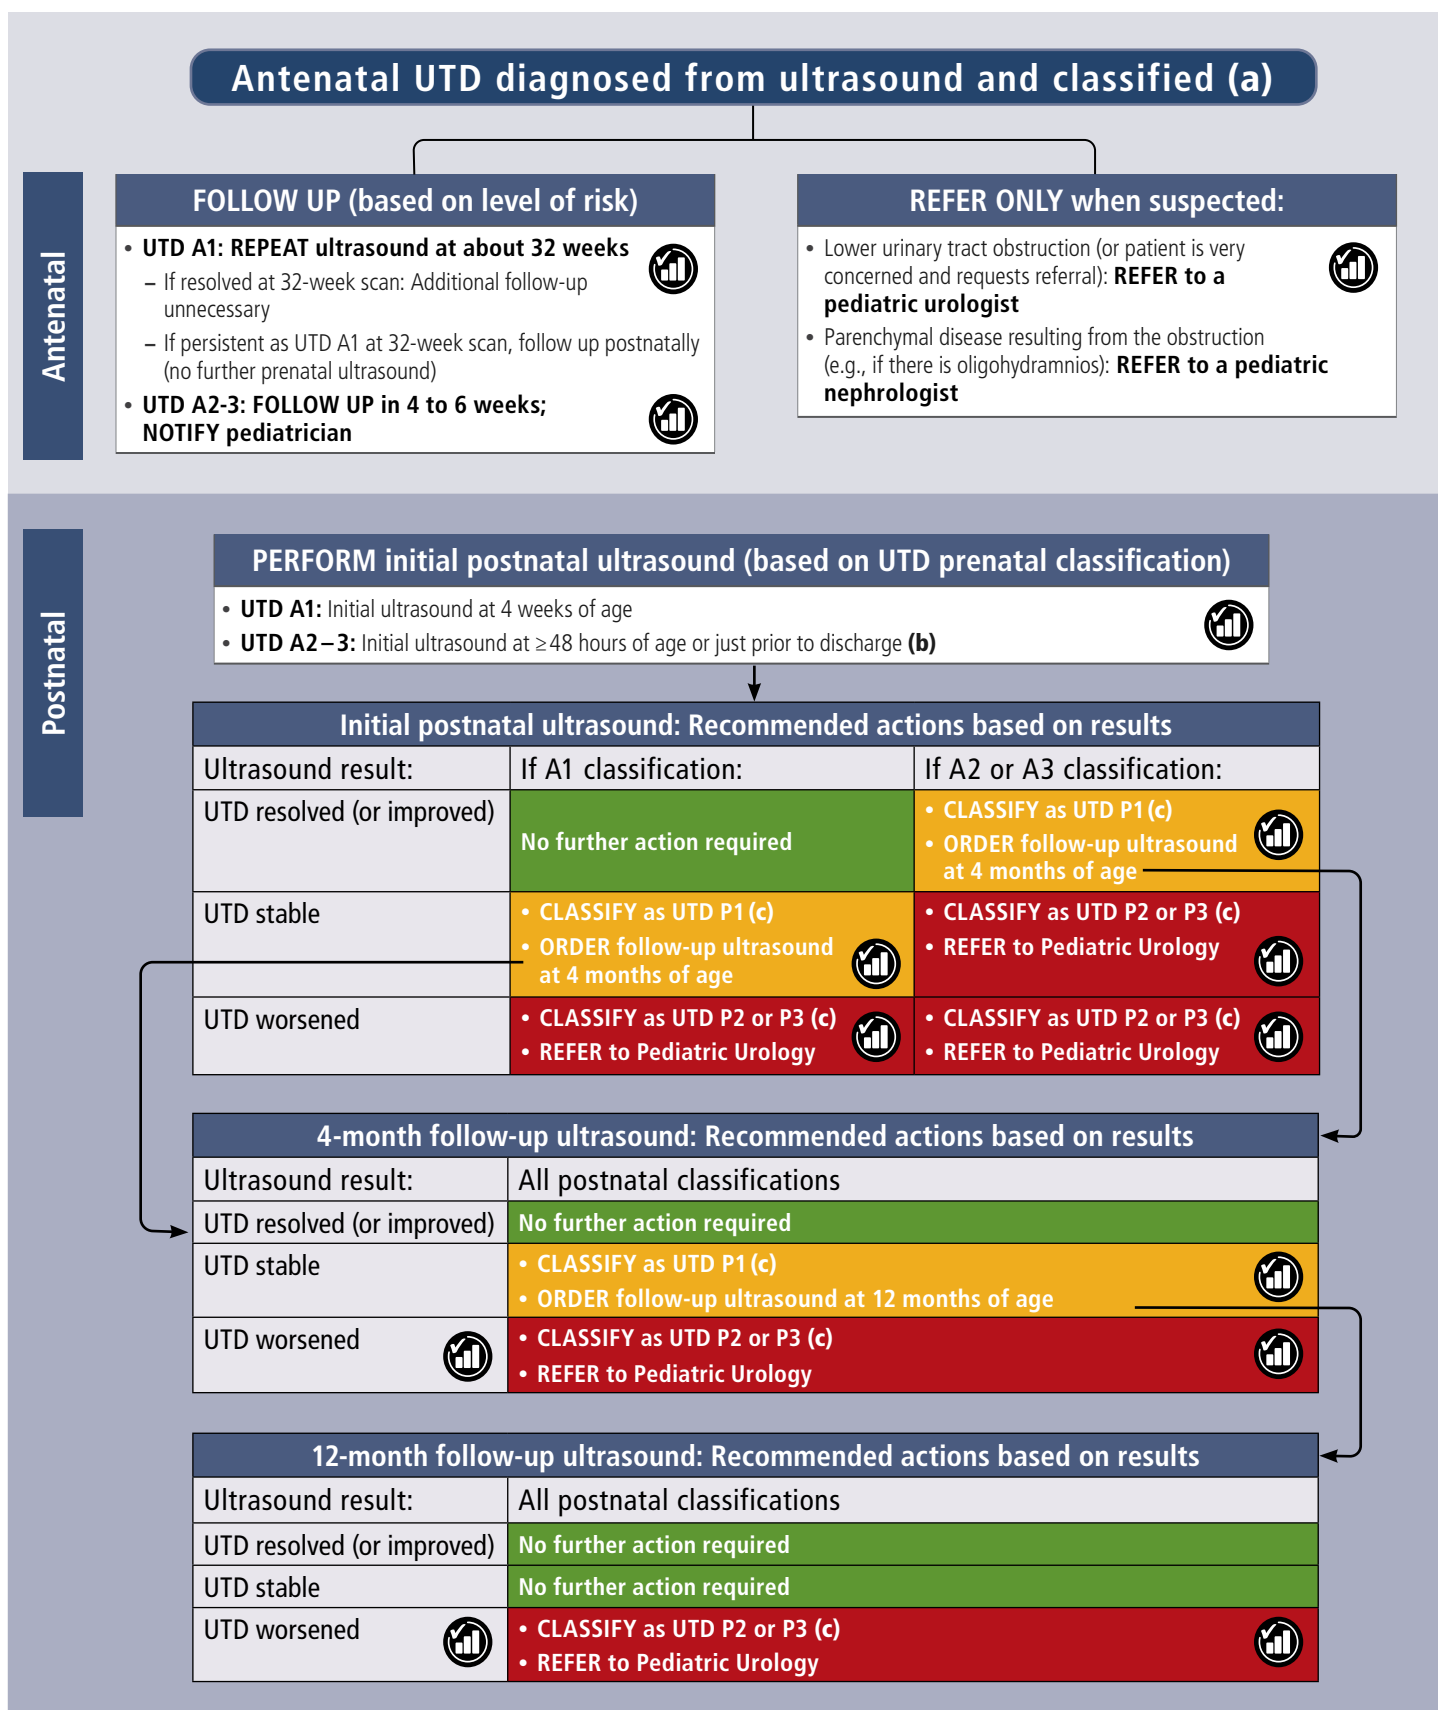 Antenatal UTD diagnosed from ultrasound and classified (a)
Antenatal
FOLLOW UP (based on level of risk)
• UTD A1: REPEAT ultrasound at about 32 weeks
– If resolved at 32-week scan: Additional follow-up
unnecessary
– If persistent as UTD A1 at 32-week scan, follow up postnatally
(no further prenatal ultrasound)
• UTD A2-3: FOLLOW UP in 4 to 6 weeks;
NOTIFY pediatrician
REFER ONLY when suspected:
• Lower urinary tract obstruction (or patient is very
concerned and requests referral): REFER to a
pediatric urologist
• Parenchymal disease resulting from the obstruction
(e.g., if there is oligohydramnios): REFER to a pediatric
nephrologist
Postnatal
PERFORM initial postnatal ultrasound (based on UTD prenatal classification)
• UTD A1: Initial ultrasound at 4 weeks of age
• UTD A2–3: Initial ultrasound at ≥48 hours of age or just prior to discharge (b)
Initial postnatal ultrasound: Recommended actions based on results
Ultrasound result:
If A1 classification:
If A2 or A3 classification:
UTD resolved (or improved)
No further action required
• CLASSIFY as UTD P1 (c)
• ORDER follow-up ultrasound
at 4 months of age
UTD stable
• CLASSIFY as UTD P1 (c)
• ORDER follow-up ultrasound
at 4 months of age
• CLASSIFY as UTD P2 or P3 (c)
• REFER to Pediatric Urology
UTD worsened
• CLASSIFY as UTD P2 or P3 (c)
• REFER to Pediatric Urology
• CLASSIFY as UTD P2 or P3 (c)
• REFER to Pediatric Urology
4-month follow-up ultrasound: Recommended actions based on results
Ultrasound result:
All postnatal classifications
UTD resolved (or improved)
No further action required
UTD stable
• CLASSIFY as UTD P1 (c)
• ORDER follow-up ultrasound at 12 months of age
UTD worsened
• CLASSIFY as UTD P2 or P3 (c)
• REFER to Pediatric Urology
12-month follow-up ultrasound: Recommended actions based on results
Ultrasound result:
All postnatal classifications
UTD resolved (or improved)
No further action required
UTD stable
No further action required
UTD worsened
• CLASSIFY as UTD P2 or P3 (c)
• REFER to Pediatric Urology